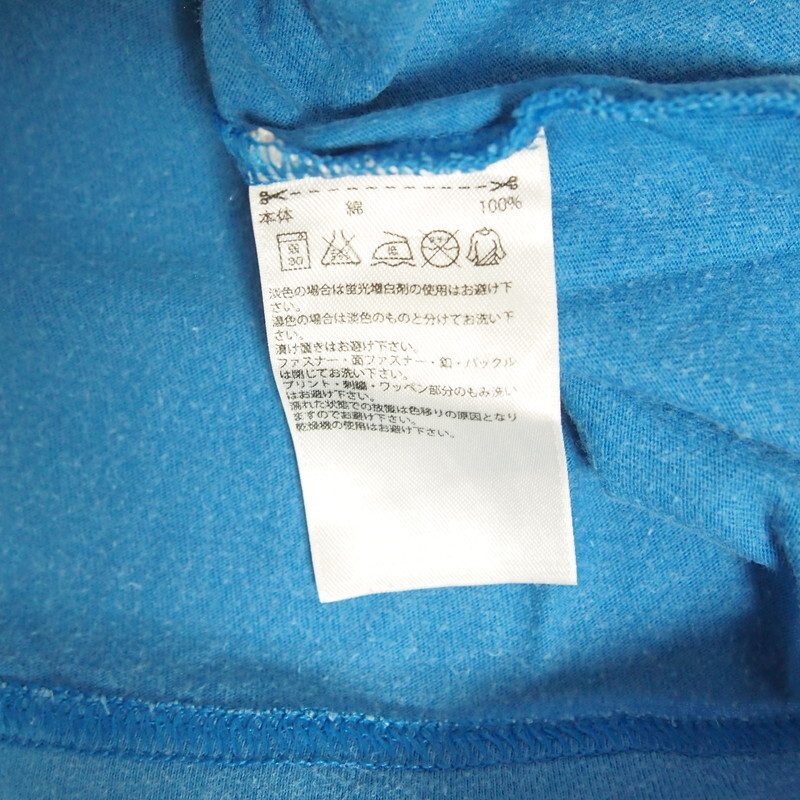 本体 綿 100%
弱 30 低
淡色の場合は蛍光増白剤の使用はお避け下
さい。
濃色の場合は淡色のものと分けてお洗い下
さい。
漬け置きはお避け下さい。
ファスナー・面ファスナー・釦・バックル
は閉じてお洗い下さい。
プリント・刺繍・ワッペン部分のもみ洗い
はお避け下さい。
濡れた状態での放置は色移りの原因となり
ますのでお避け下さい。
乾燥機の使用はお避け下さい。